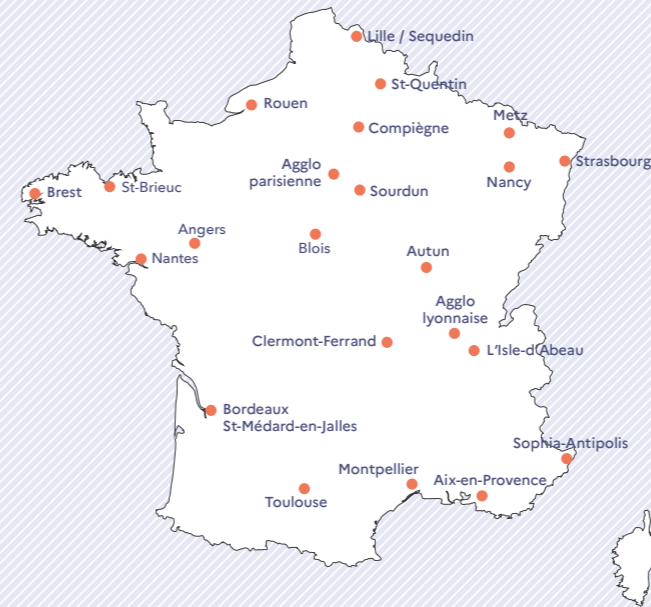 Lille / Sequedin
St-Quentin
Rouen
Metz
Compiègne
Strasbourg
Agglo
parisienne
Nancy
Sourdun
St-Brieuc
Brest
Angers
Blois
Nantes
Autun
Agglo
lyonnaise
Clermont-Ferrand
L'Isle-d'Abeau
Bordeaux
St-Médard-en-Jalles
Sophia-Antipolis
Montpellier
Aix-en-Provence
Toulouse